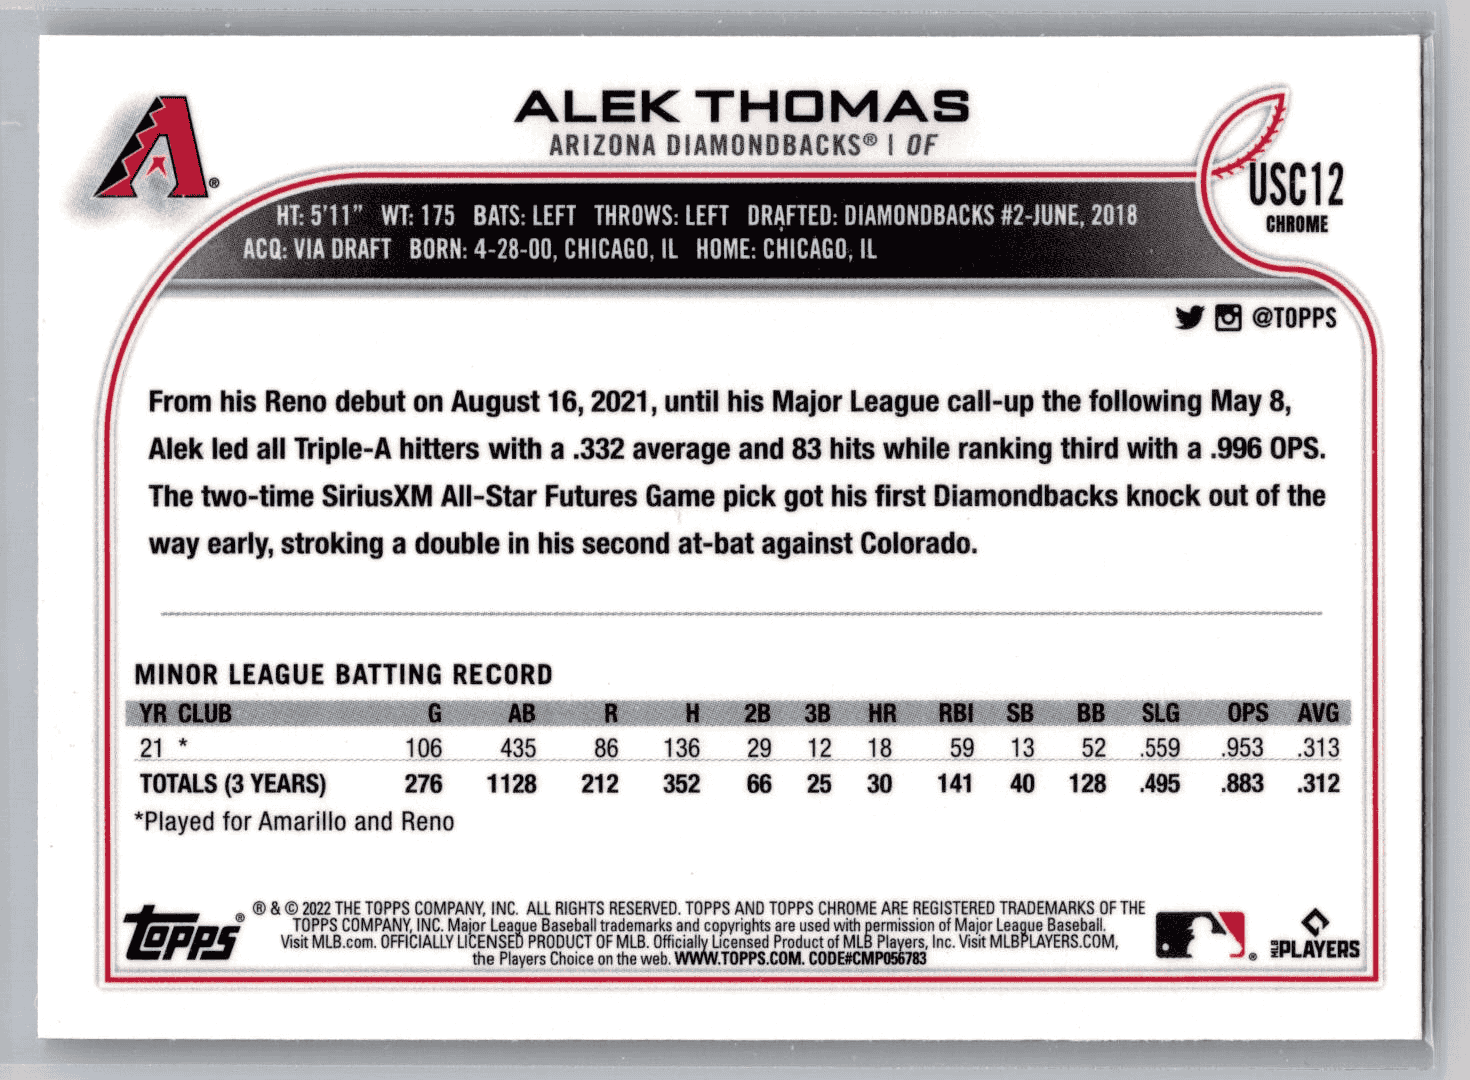 ALEK THOMAS
ARIZONA DIAMONDBACKS® | OF
USC12
CHROME
HT: 5'11" WT: 175 BATS: LEFT THROWS: LEFT DRAFTED: DIAMONDBACKS #2-JUNE, 2018
ACQ: VIA DRAFT BORN: 4-28-00, CHICAGO, IL HOME: CHICAGO, IL
@TOPPS
From his Reno debut on August 16, 2021, until his Major League call-up the following May 8,
Alek led all Triple-A hitters with a .332 average and 83 hits while ranking third with a .996 OPS.
The two-time SiriusXM All-Star Futures Game pick got his first Diamondbacks knock out of the
way early, stroking a double in his second at-bat against Colorado.
MINOR LEAGUE BATTING RECORD
YR CLUB G AB R H 2B 3B HR RBI SB BB SLG OPS AVG
21 * 106 435 86 136 29 12 18 59 13 52 .559 .953 .313
TOTALS (3 YEARS) 276 1128 212 352 66 25 30 141 40 128 .495 .883 .312
*Played for Amarillo and Reno
Topps®
® & © 2022 THE TOPPS COMPANY, INC. ALL RIGHTS RESERVED. TOPPS AND TOPPS CHROME ARE REGISTERED TRADEMARKS OF THE
TOPPS COMPANY, INC. Major League Baseball trademarks and copyrights are used with permission of Major League Baseball.
Visit MLB.com. OFFICIALLY LICENSED PRODUCT OF MLB. Officially Licensed Product of MLB Players, Inc. Visit MLBPLAYERS.COM,
the Players Choice on the web. WWW.TOPPS.COM. CODE#CMP056783
MLB PLAYERS